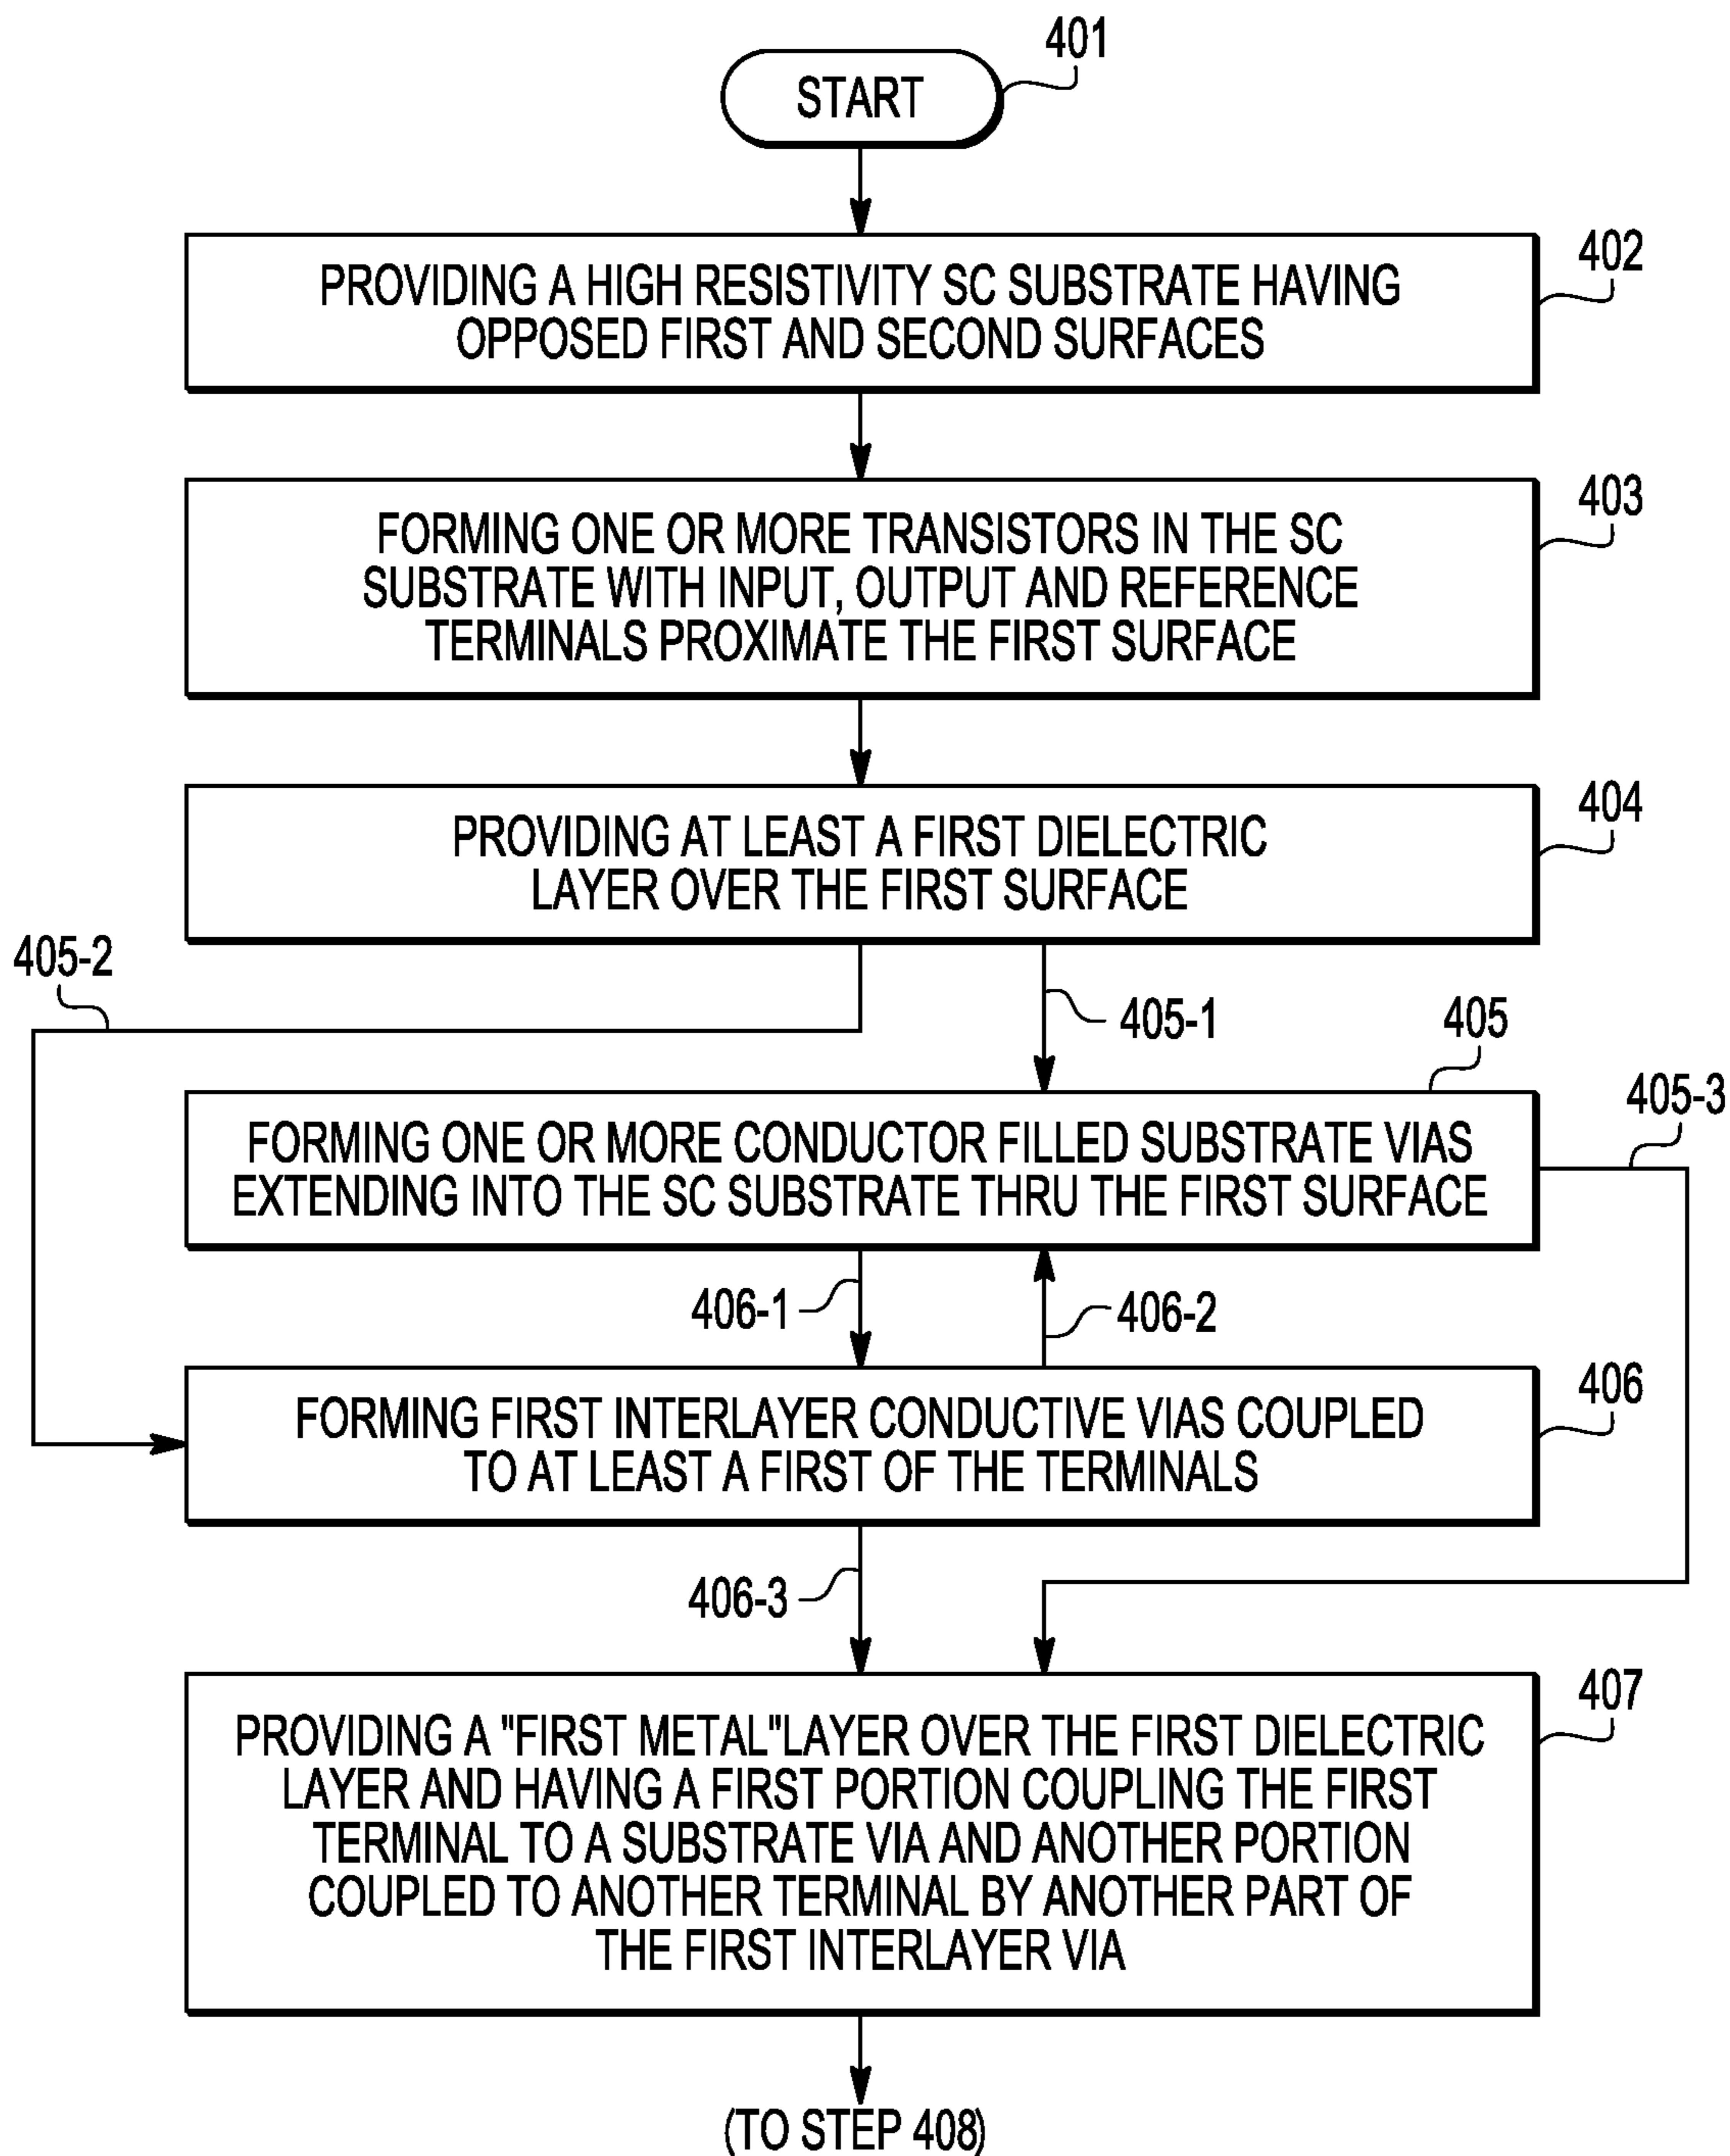 401
START
402
PROVIDING A HIGH RESISTIVITY SC SUBSTRATE HAVING
OPPOSED FIRST AND SECOND SURFACES
403
FORMING ONE OR MORE TRANSISTORS IN THE SC
SUBSTRATE WITH INPUT, OUTPUT AND REFERENCE
TERMINALS PROXIMATE THE FIRST SURFACE
404
PROVIDING AT LEAST A FIRST DIELECTRIC
LAYER OVER THE FIRST SURFACE
405-2
405-1
405
405-3
FORMING ONE OR MORE CONDUCTOR FILLED SUBSTRATE VIAS
EXTENDING INTO THE SC SUBSTRATE THRU THE FIRST SURFACE
406-1
406-2
406
FORMING FIRST INTERLAYER CONDUCTIVE VIAS COUPLED
TO AT LEAST A FIRST OF THE TERMINALS
406-3
407
PROVIDING A "FIRST METAL"LAYER OVER THE FIRST DIELECTRIC
LAYER AND HAVING A FIRST PORTION COUPLING THE FIRST
TERMINAL TO A SUBSTRATE VIA AND ANOTHER PORTION
COUPLED TO ANOTHER TERMINAL BY ANOTHER PART OF
THE FIRST INTERLAYER VIA
(TO STEP 408)